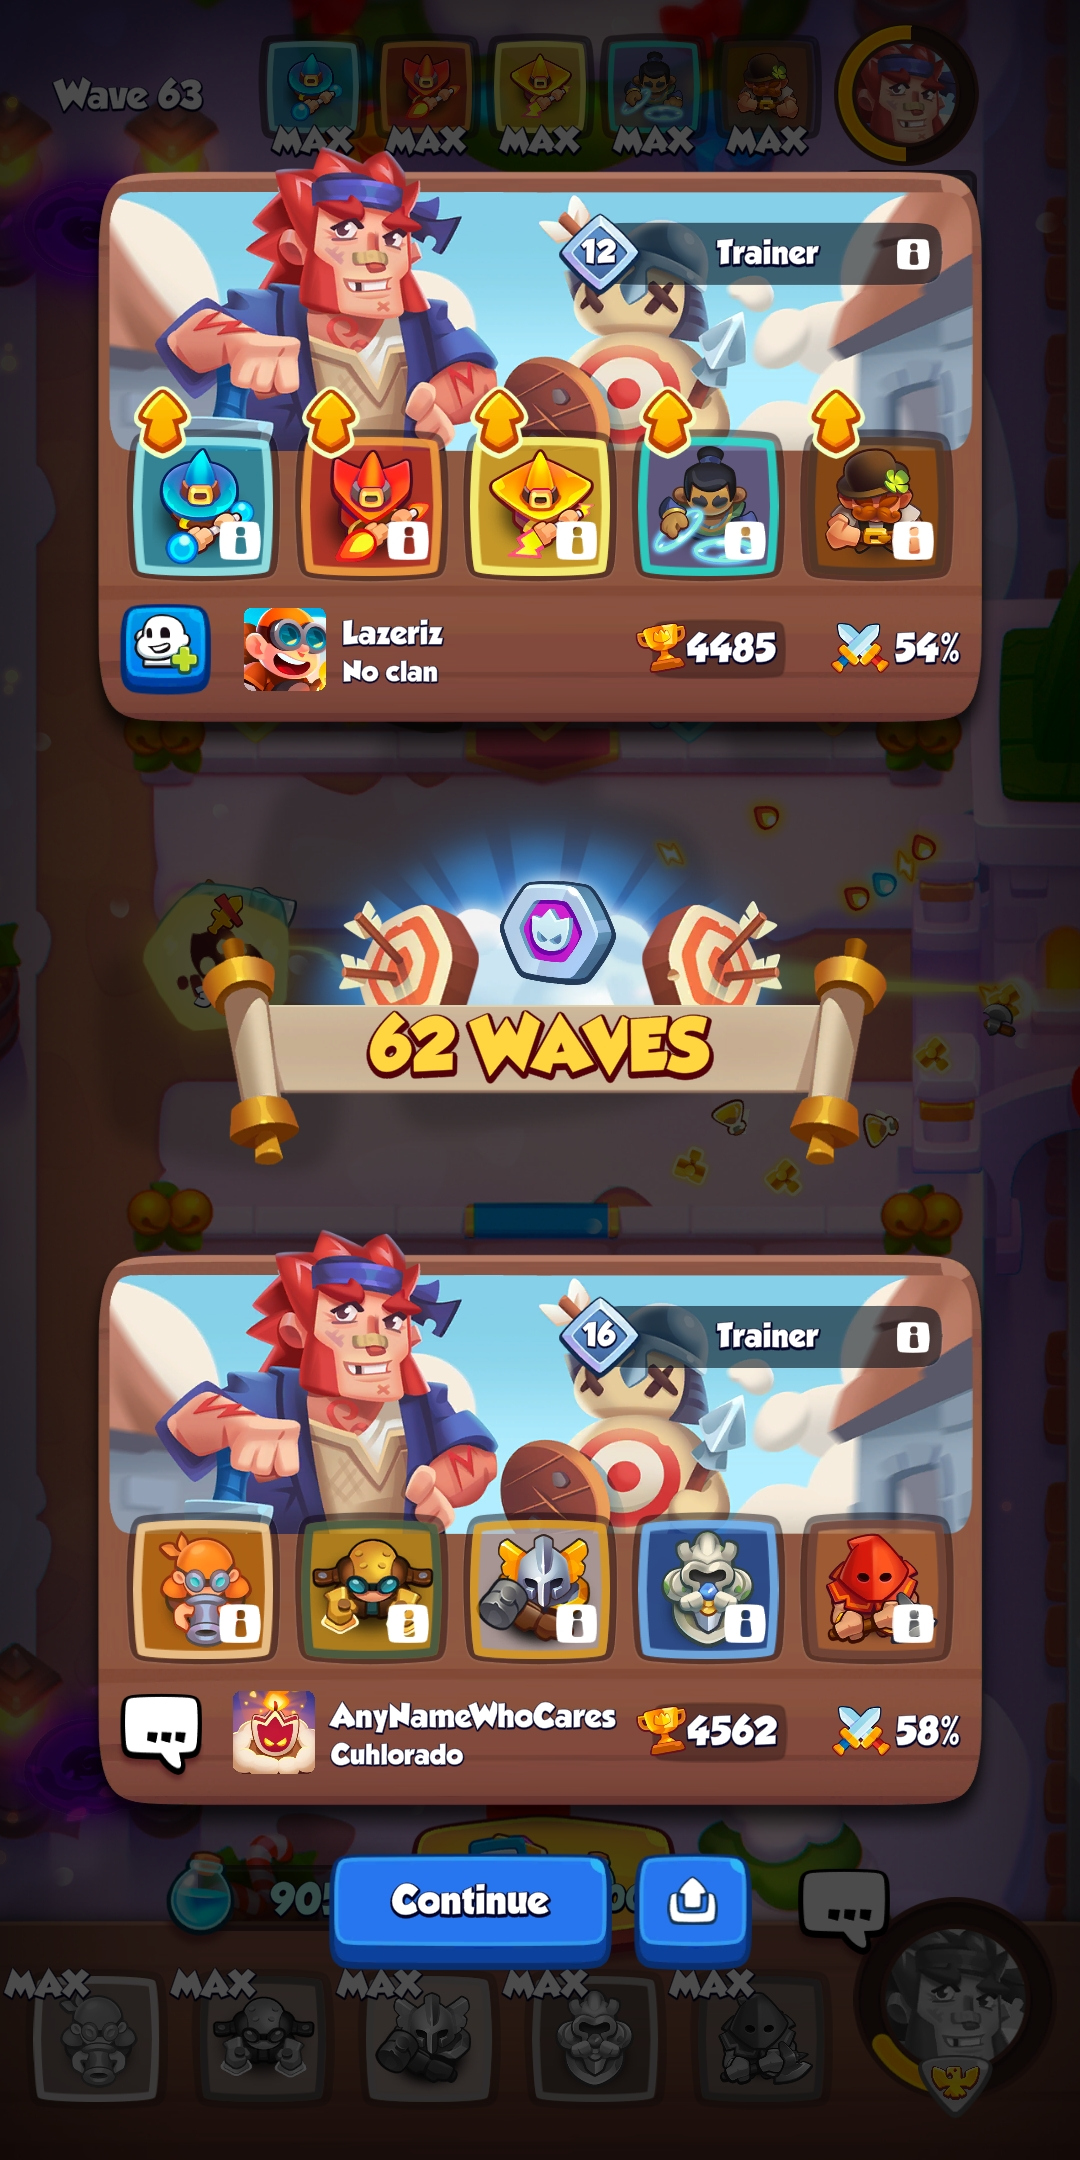 Wave 63
MAX MAX MAX MAX MAX
12 Trainer
Lazeriz
No clan
4485
54%
62 WAVES
16 Trainer
AnyNameWhoCares
Cuhlorado
4562
58%
Continue
MAX MAX MAX MAX MAX